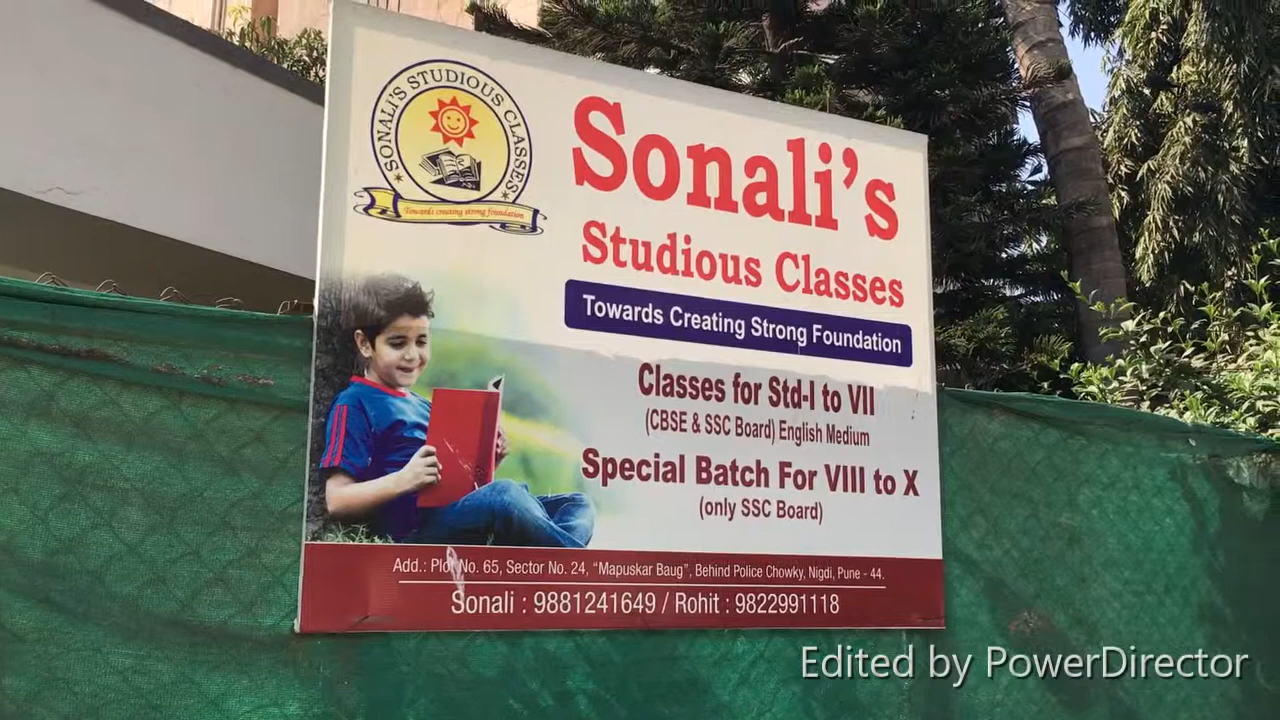 SONALI'S STUDIOUS CLASSES
Towards creating strong foundation
Sonali's
Studious Classes
Towards Creating Strong Foundation
Classes for Std-I to VII
(CBSE & SSC Board) English Medium
Special Batch For VIII to X
(only SSC Board)
Add.: Plot No. 65, Sector No. 24, "Mapuskar Baug", Behind Police Chowky, Nigdi, Pune - 44.
Sonali : 9881241649 / Rohit : 9822991118
Edited by PowerDirector